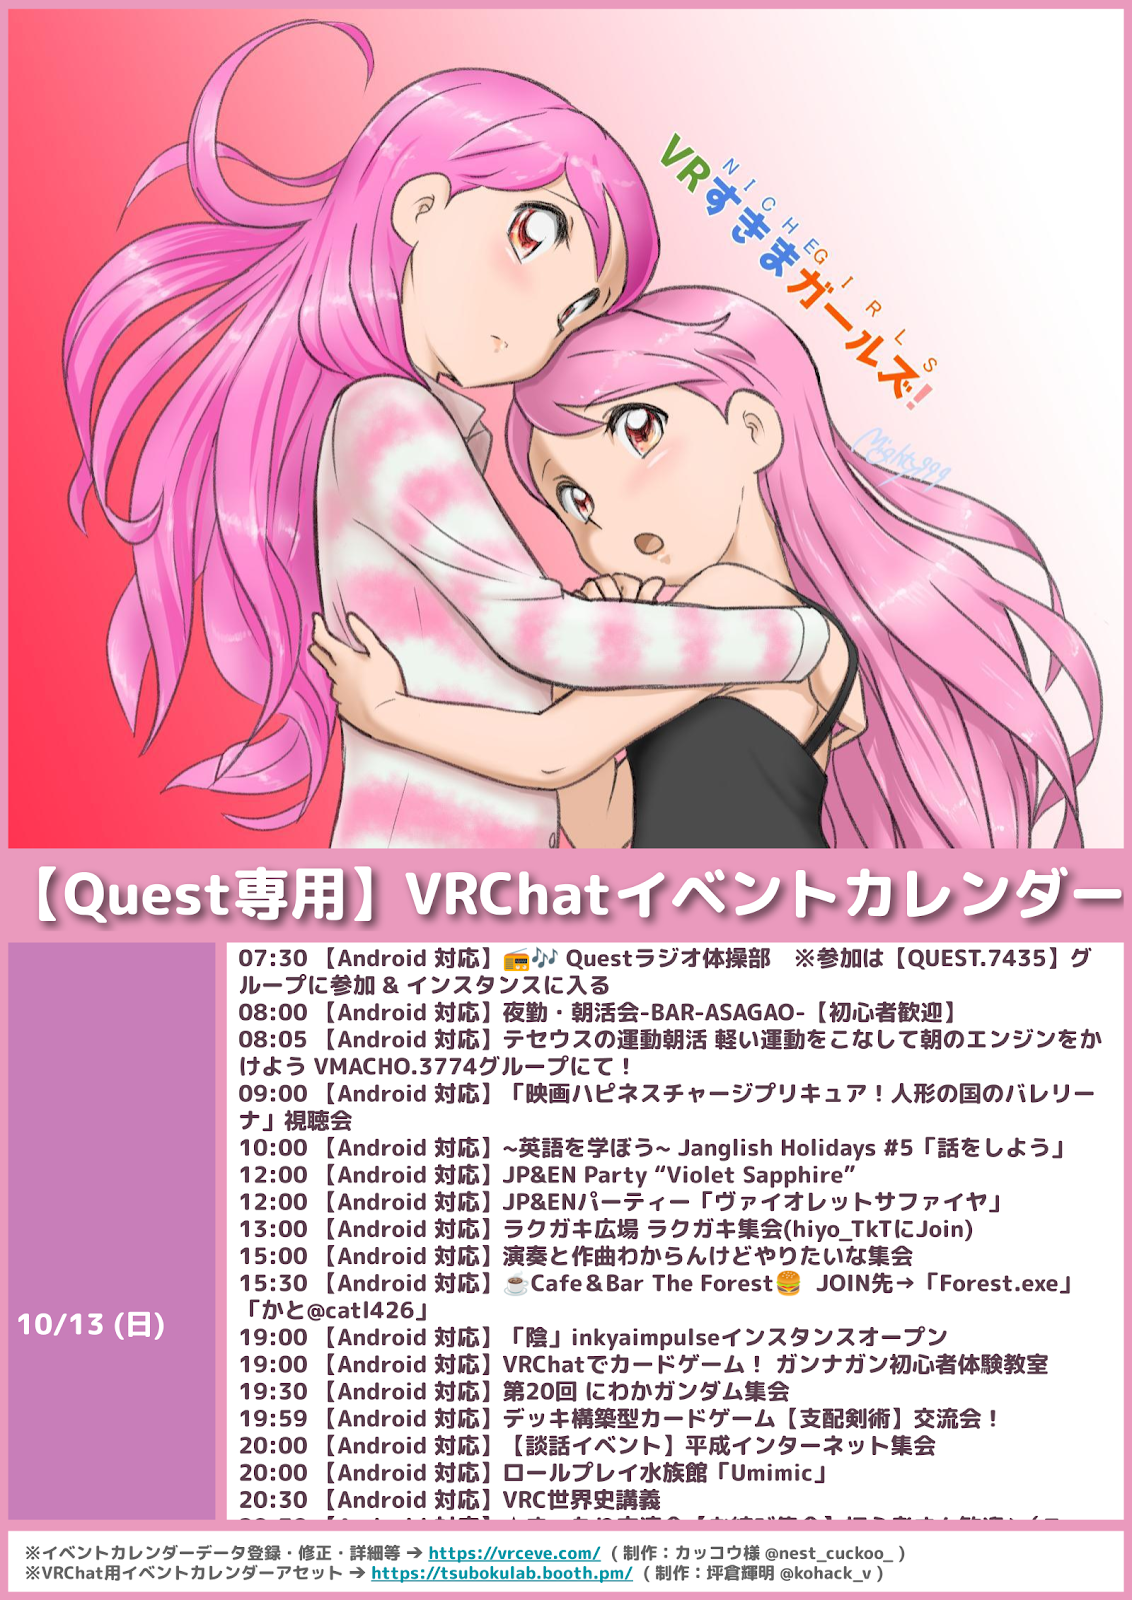 VRすきまガールズ!
NICHE GIRLS
Mighty999
【Quest専用】VRChatイベントカレンダー
10/13 (日)
07:30 【Android 対応】📻🎶 Questラジオ体操部　※参加は【QUEST.7435】グ
ループに参加 & インスタンスに入る
08:00 【Android 対応】夜勤・朝活会-BAR-ASAGAO-【初心者歓迎】
08:05 【Android 対応】テセウスの運動朝活 軽い運動をこなして朝のエンジンをか
けよう VMACHO.3774グループにて！
09:00 【Android 対応】「映画ハピネスチャージプリキュア！人形の国のバレリー
ナ」視聴会
10:00 【Android 対応】~英語を学ぼう~ Janglish Holidays #5「話をしよう」
12:00 【Android 対応】JP&EN Party “Violet Sapphire”
12:00 【Android 対応】JP&ENパーティー「ヴァイオレットサファイヤ」
13:00 【Android 対応】ラクガキ広場 ラクガキ集会(hiyo_TkTにJoin)
15:00 【Android 対応】演奏と作曲わからんけどやりたいな集会
15:30 【Android 対応】☕Cafe＆Bar The Forest🍔 JOIN先→「Forest.exe」
「かと@catl426」
19:00 【Android 対応】「陰」inkyaimpulseインスタンスオープン
19:00 【Android 対応】VRChatでカードゲーム！ ガンナガン初心者体験教室
19:30 【Android 対応】第20回 にわかガンダム集会
19:59 【Android 対応】デッキ構築型カードゲーム【支配剣術】交流会！
20:00 【Android 対応】【談話イベント】平成インターネット集会
20:00 【Android 対応】ロールプレイ水族館「Umimic」
20:30 【Android 対応】VRC世界史講義
※イベントカレンダーデータ登録・修正・詳細等 ➔ https://vrceve.com/ ( 制作：カッコウ様 @nest_cuckoo_ )
※VRChat用イベントカレンダーアセット ➔ https://tsubokulab.booth.pm/ ( 制作：坪倉輝明 @kohack_v )